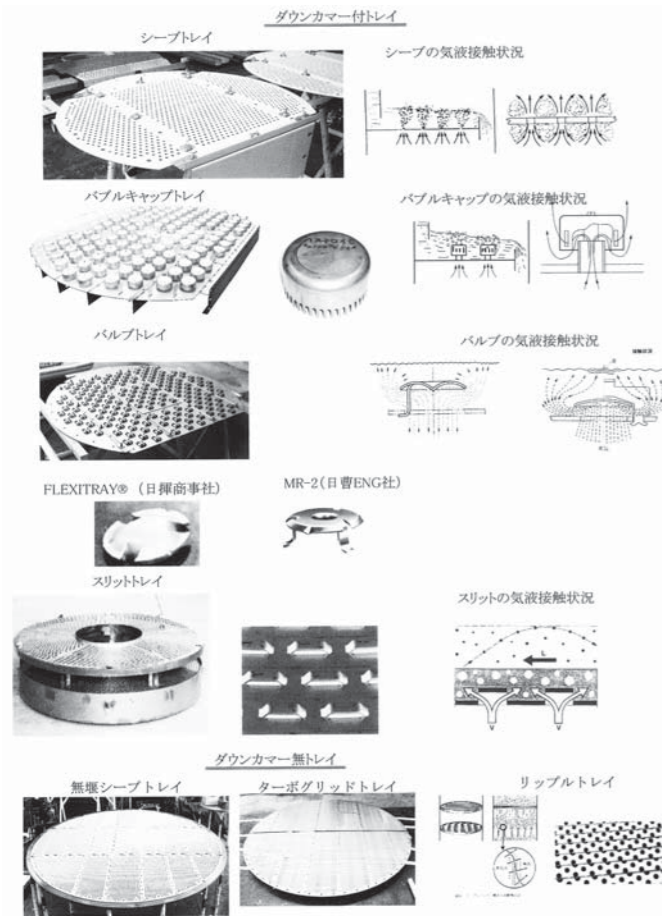 ダウンカマー付トレイ
シーブトレイ
シーブの気液接触状況
バブルキャップトレイ
バブルキャップの気液接触状況
バルブトレイ
バルブの気液接触状況
FLEXITRAY® (日揮商事社)
MR-2(日曹ENG社)
スリットトレイ
スリットの気液接触状況
L
V
V
ダウンカマー無トレイ
無堰シーブトレイ
ターボグリッドトレイ
リップルトレイ